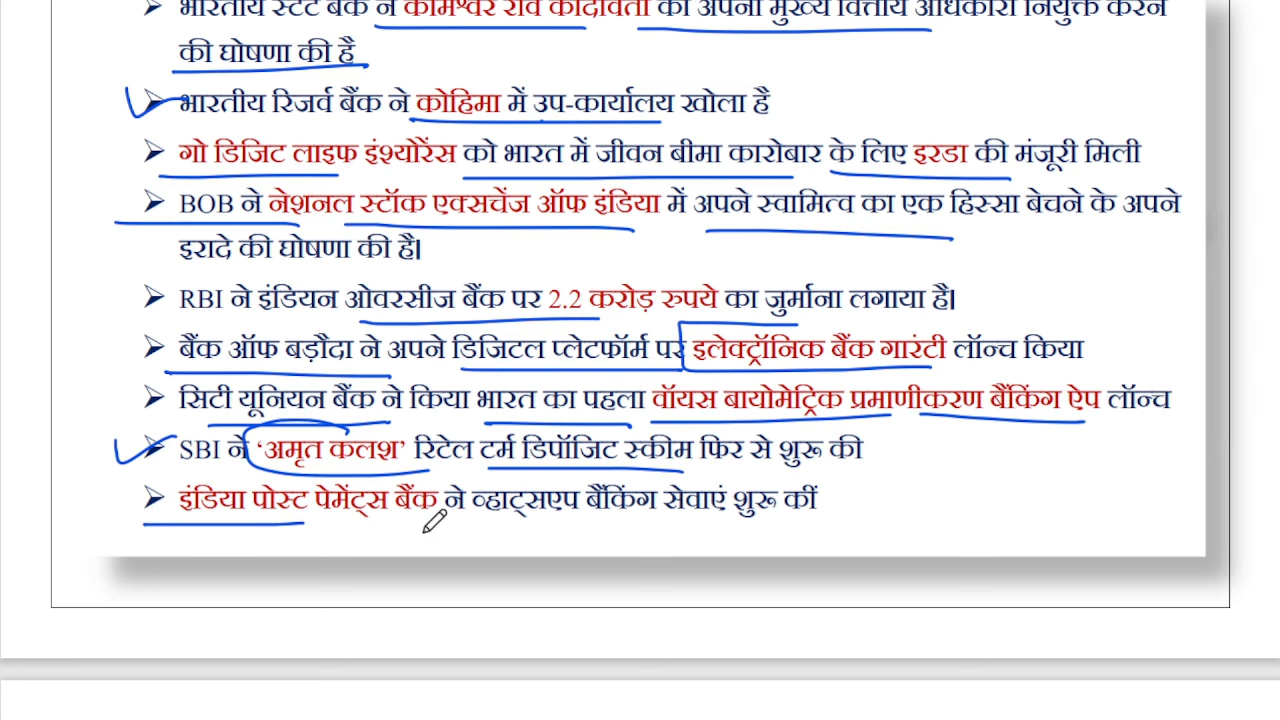 भारतीय स्टेट बैंक ने कामेश्वर राव कोदावंती को अपना मुख्य वित्तीय अधिकारी नियुक्त करने
की घोषणा की है
भारतीय रिजर्व बैंक ने कोहिमा में उप-कार्यालय खोला है
गो डिजिट लाइफ इंश्योरेंस को भारत में जीवन बीमा कारोबार के लिए इरडा की मंजूरी मिली
BOB ने नेशनल स्टॉक एक्सचेंज ऑफ इंडिया में अपने स्वामित्व का एक हिस्सा बेचने के अपने
इरादे की घोषणा की है।
RBI ने इंडियन ओवरसीज बैंक पर 2.2 करोड़ रुपये का जुर्माना लगाया है।
बैंक ऑफ बड़ौदा ने अपने डिजिटल प्लेटफॉर्म पर इलेक्ट्रॉनिक बैंक गारंटी लॉन्च किया
सिटी यूनियन बैंक ने किया भारत का पहला वॉयस बायोमेट्रिक प्रमाणीकरण बैंकिंग ऐप लॉन्च
SBI ने ‘अमृत कलश’ रिटेल टर्म डिपॉजिट स्कीम फिर से शुरू की
इंडिया पोस्ट पेमेंट्स बैंक ने व्हाट्सएप बैंकिंग सेवाएं शुरू कीं